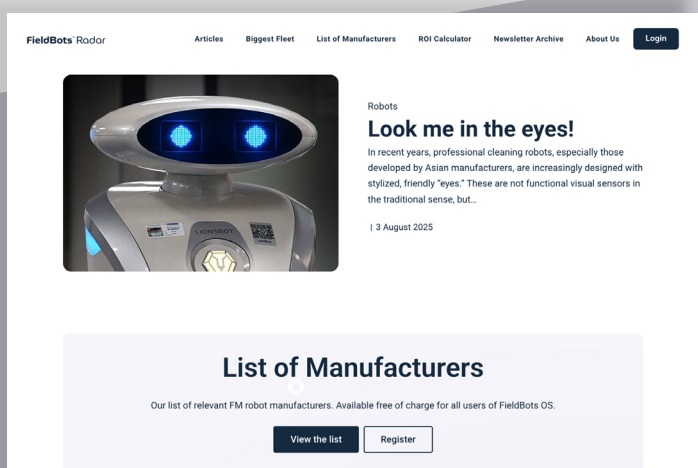 FieldBots Radar
Articles
Biggest Fleet
List of Manufacturers
ROI Calculator
Newsletter Archive
About Us
Login
LIONSBOT
Robots
Look me in the eyes!
In recent years, professional cleaning robots, especially those
developed by Asian manufacturers, are increasingly designed with
stylized, friendly “eyes.” These are not functional visual sensors in
the traditional sense, but…
| 3 August 2025
List of Manufacturers
Our list of relevant FM robot manufacturers. Available free of charge for all users of FieldBots OS.
View the list
Register